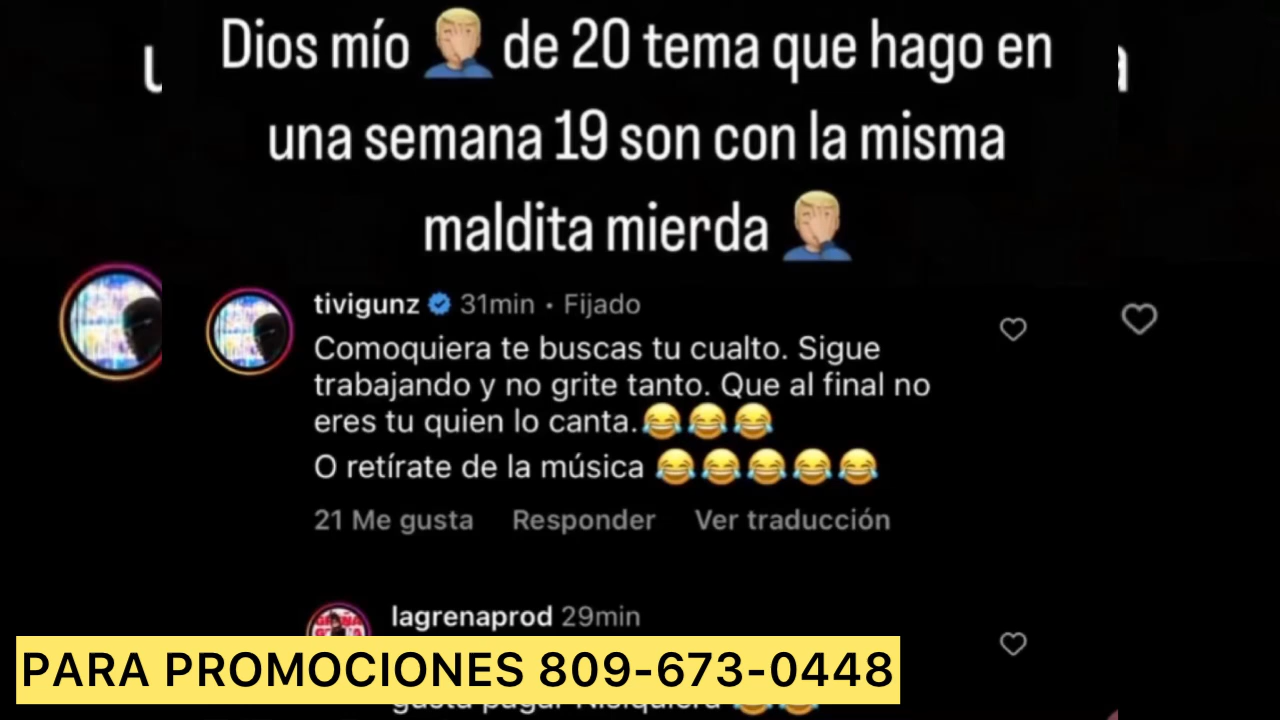 Dios mío 🤦🏼‍♂️ de 20 tema que hago en
una semana 19 son con la misma
maldita mierda 🤦🏼‍♂️
tivigunz 31min · Fijado
Comoquiera te buscas tu cualto. Sigue
trabajando y no grite tanto. Que al final no
eres tu quien lo canta.😂😂😂
O retírate de la música 😂😂😂😂😂
21 Me gusta Responder Ver traducción
lagrenaprod 29min
PARA PROMOCIONES 809-673-0448